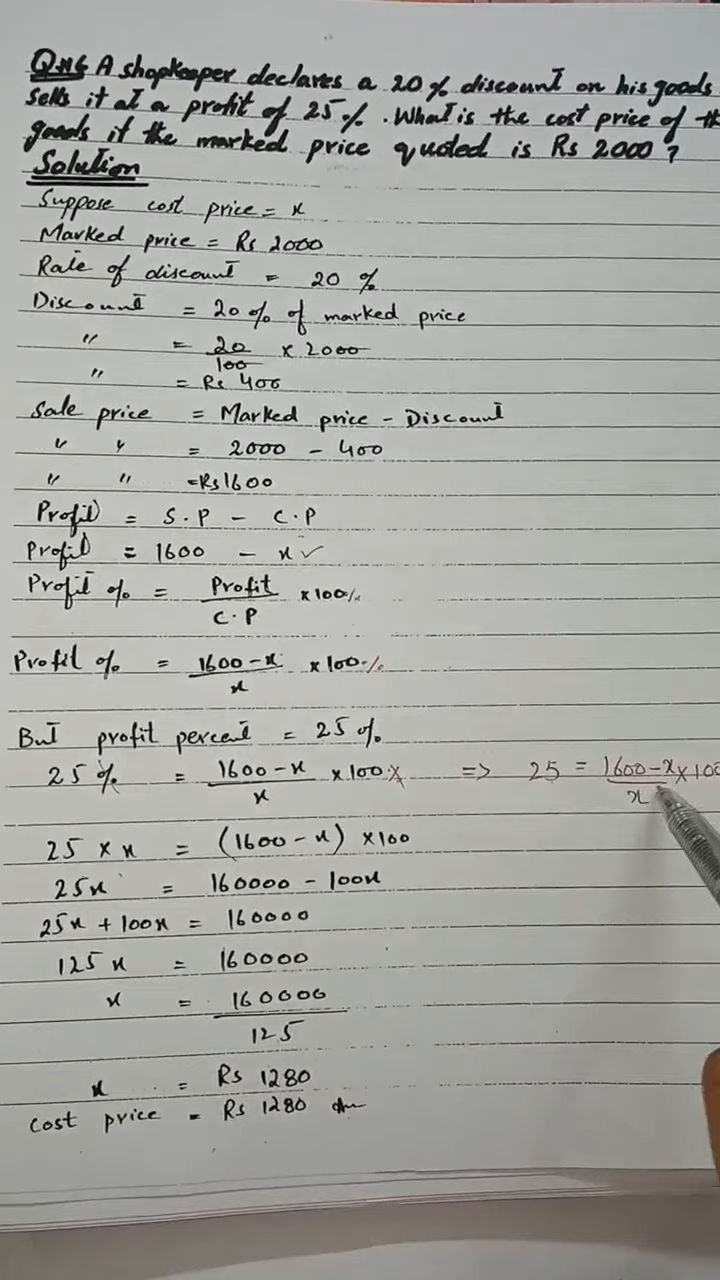 Q.No6 A shopkeeper declares a 20% discount on his goods
sells it at a profit of 25%. What is the cost price of th
goods if the marked price quoted is Rs 2000?
Solution
Suppose cost price = x
Marked price = Rs 2000
Rate of discount = 20 %
Discount = 20% of marked price
" = 20/100 × 2000
" = Rs 400
Sale price = Marked price - Discount
" " = 2000 - 400
" " = Rs 1600
Profit = S.P - C.P
Profit = 1600 - x ✓
Profit % = Profit/C.P ×100%
Profit % = 1600-x/x ×100%
But profit percent = 25%
25% = 1600-x/x ×100% => 25 = 1600-x/x ×100
25 × x = (1600-x) ×100
25x = 160000 - 100x
25x + 100x = 160000
125x = 160000
x = 160000/125
x = Rs 1280
cost price = Rs 1280